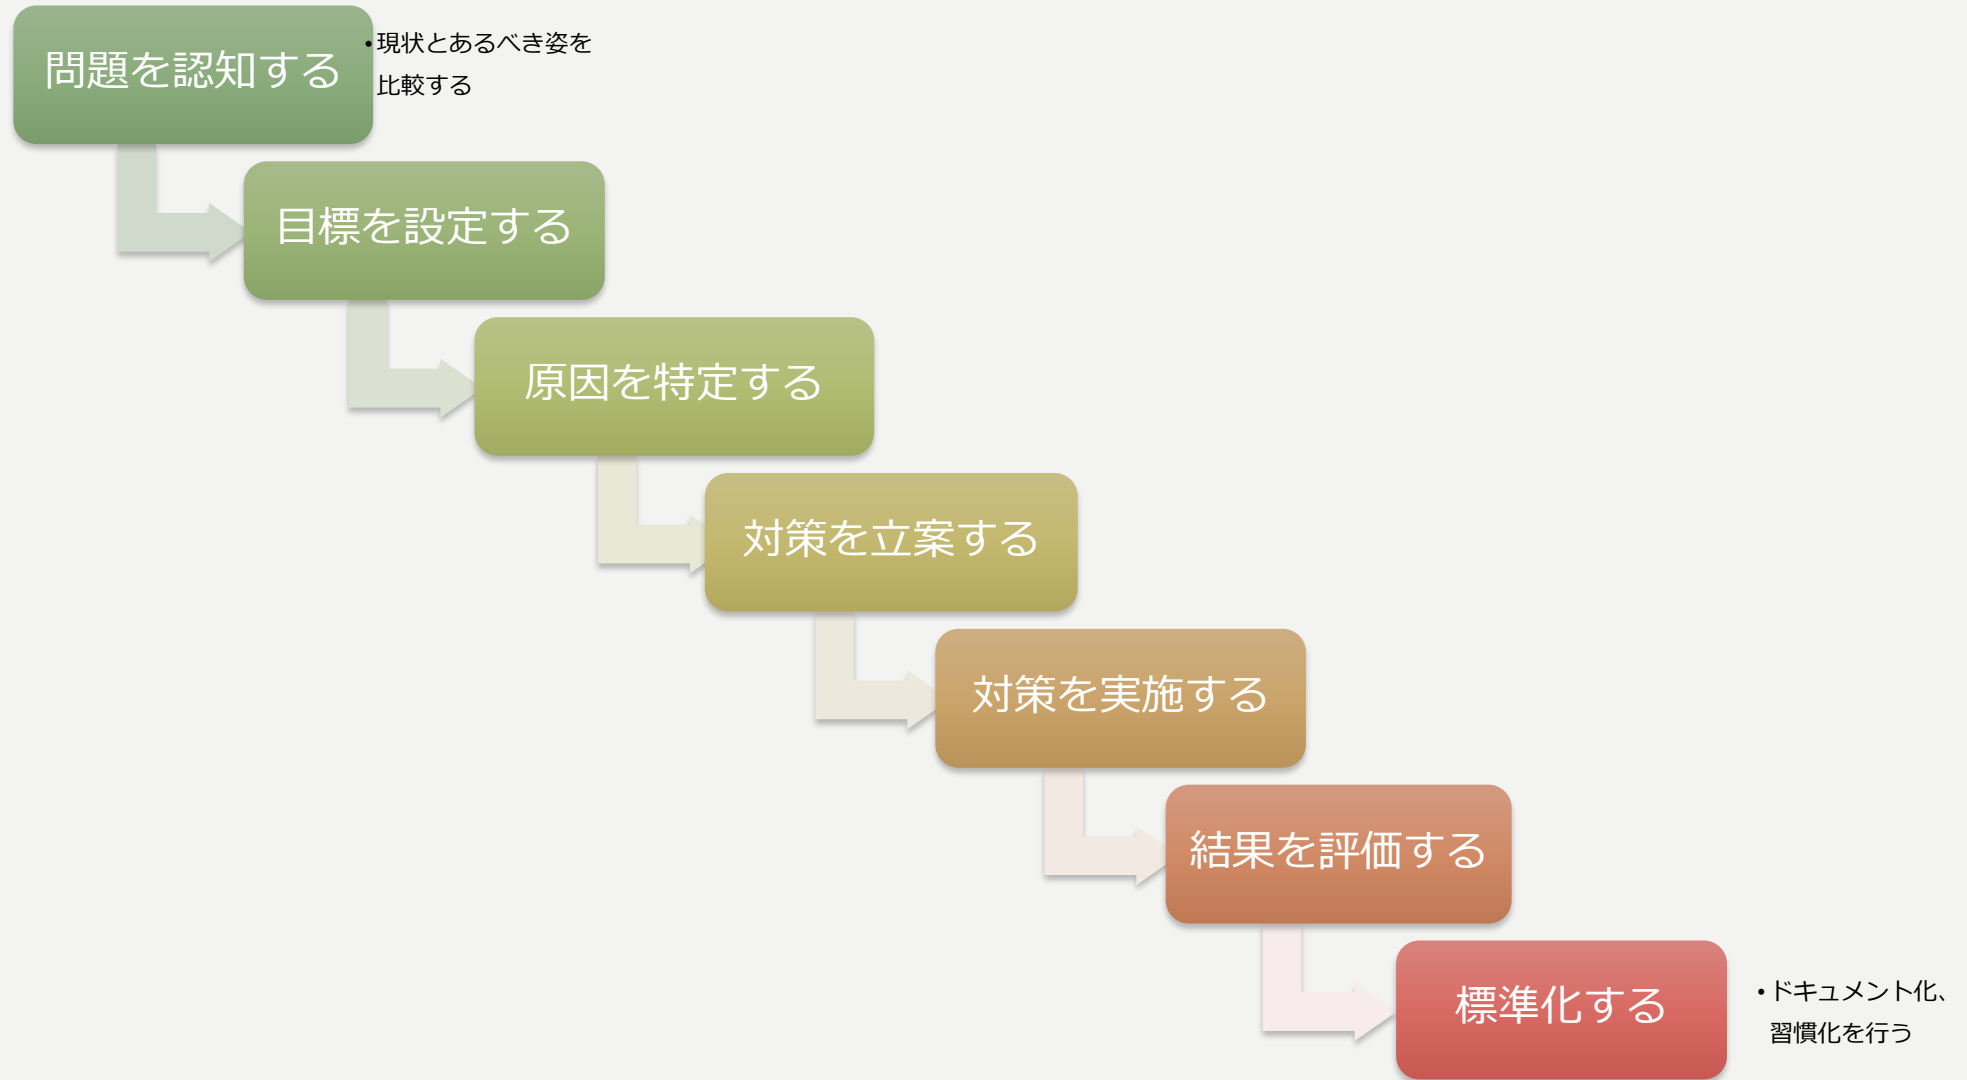 問題を認知する
•現状とあるべき姿を
比較する
目標を設定する
原因を特定する
対策を立案する
対策を実施する
結果を評価する
標準化する
•ドキュメント化、
習慣化を行う